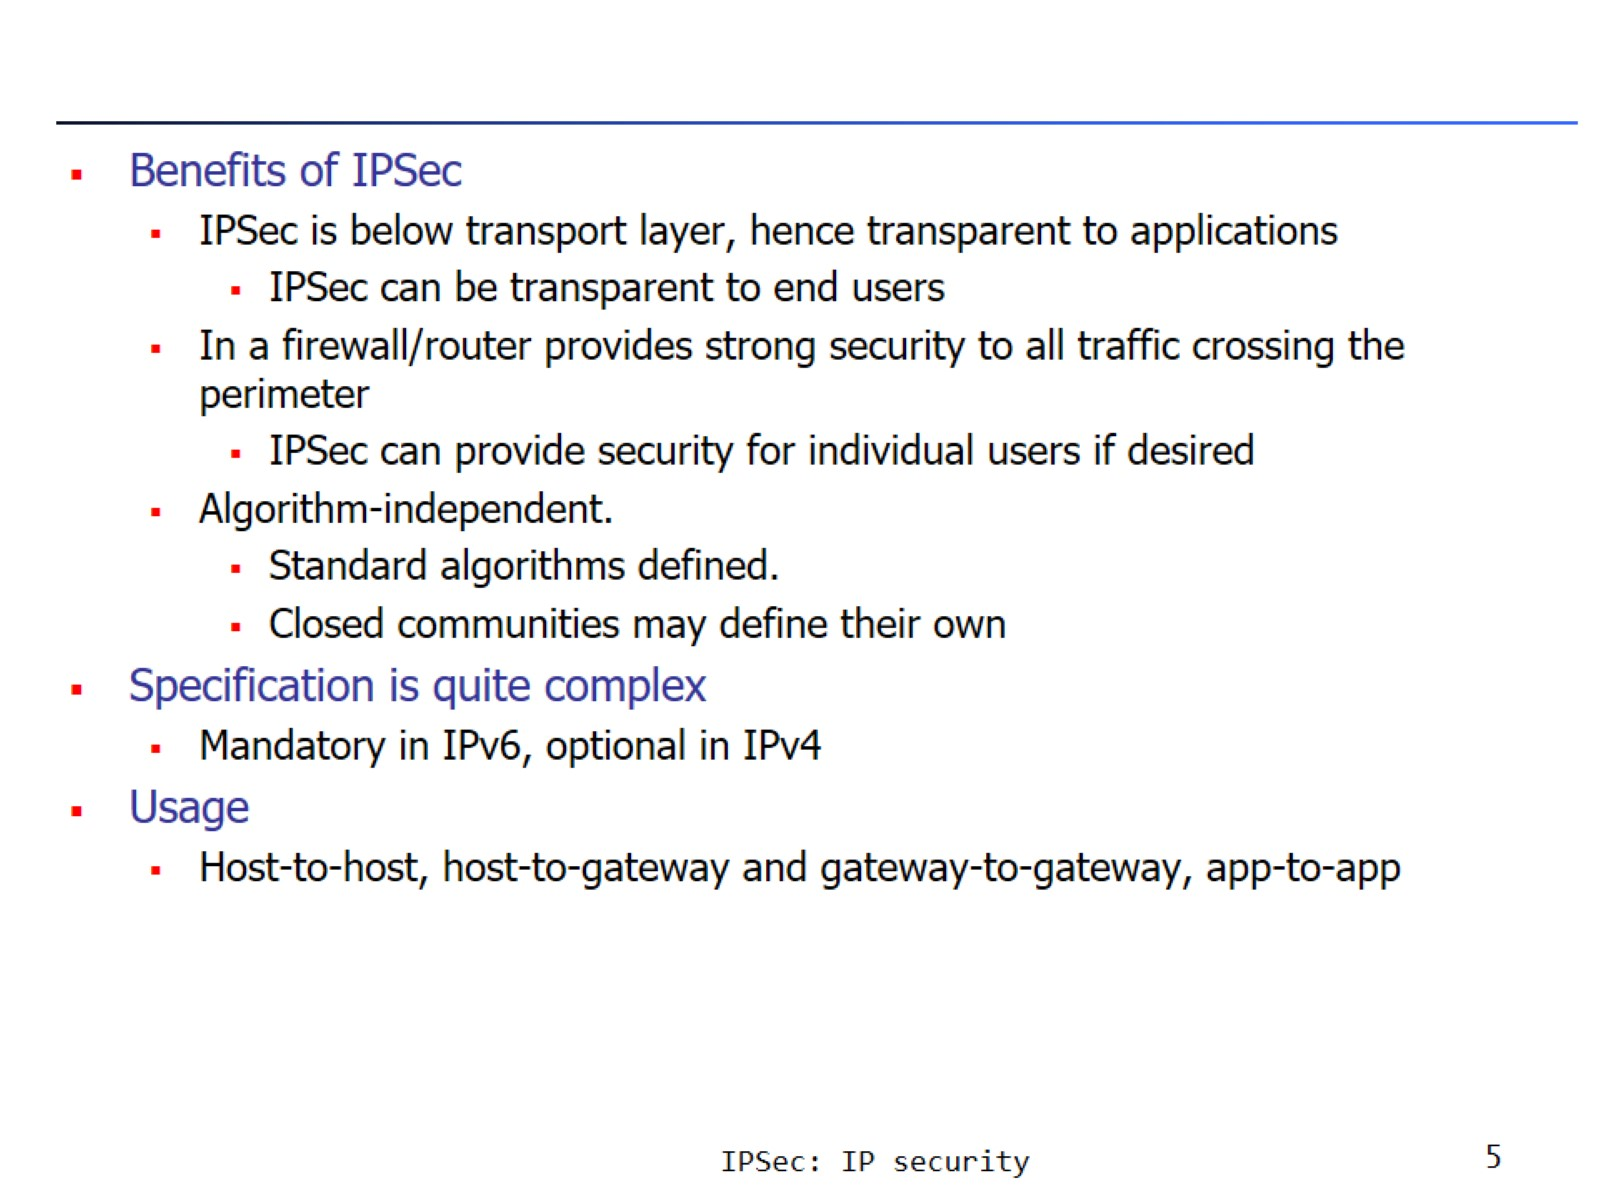 Benefits of IPSec
IPSec is below transport layer, hence transparent to applications
IPSec can be transparent to end users
In a firewall/router provides strong security to all traffic crossing the
perimeter
IPSec can provide security for individual users if desired
Algorithm-independent.
Standard algorithms defined.
Closed communities may define their own
Specification is quite complex
Mandatory in IPv6, optional in IPv4
Usage
Host-to-host, host-to-gateway and gateway-to-gateway, app-to-app
IPSec: IP security
5